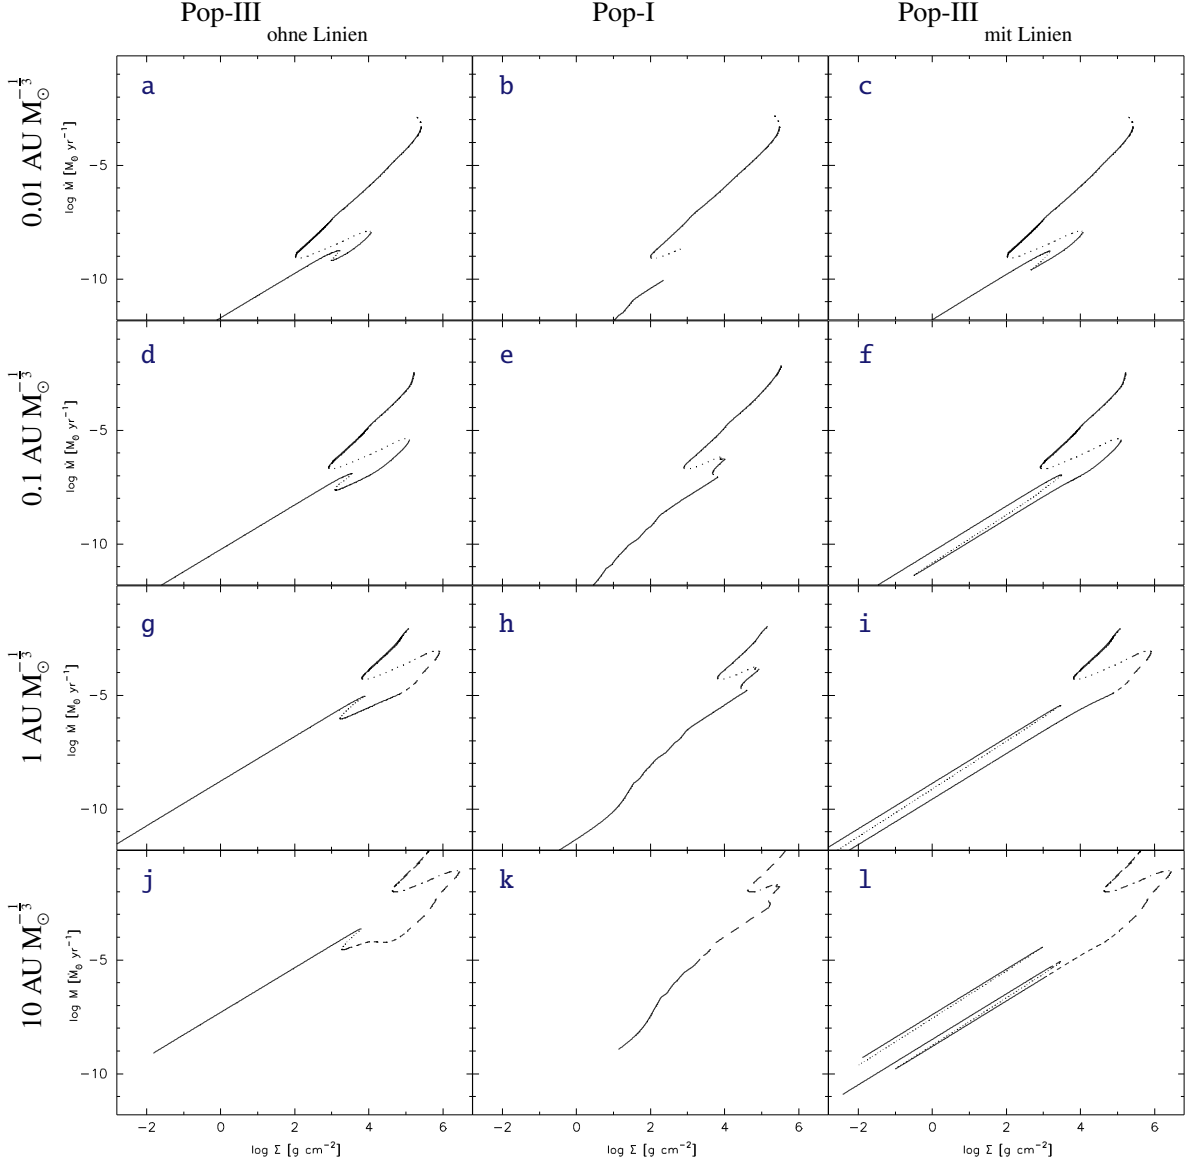 Pop-III
ohne Linien
Pop-I
Pop-III
mit Linien
0.01 AU M⊙^−1/3
log Ṁ [M⊙ yr⁻¹]
−5
−10
a
b
c
0.1 AU M⊙^−1/3
log Ṁ [M⊙ yr⁻¹]
−5
−10
d
e
f
1 AU M⊙^−1/3
log Ṁ [M⊙ yr⁻¹]
−5
−10
g
h
i
10 AU M⊙^−1/3
log Ṁ [M⊙ yr⁻¹]
−5
−10
j
k
l
−2 0 2 4 6 −2 0 2 4 6 −2 0 2 4 6
log Σ [g cm⁻²] log Σ [g cm⁻²] log Σ [g cm⁻²]